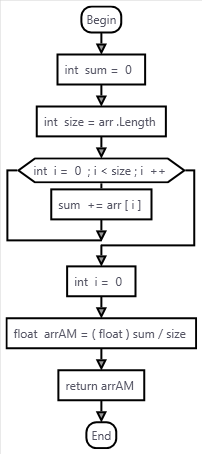 Begin
int sum = 0
int size = arr .Length
int i = 0 ; i < size ; i ++
sum += arr [ i ]
int i = 0
float arrAM = ( float ) sum / size
return arrAM
End